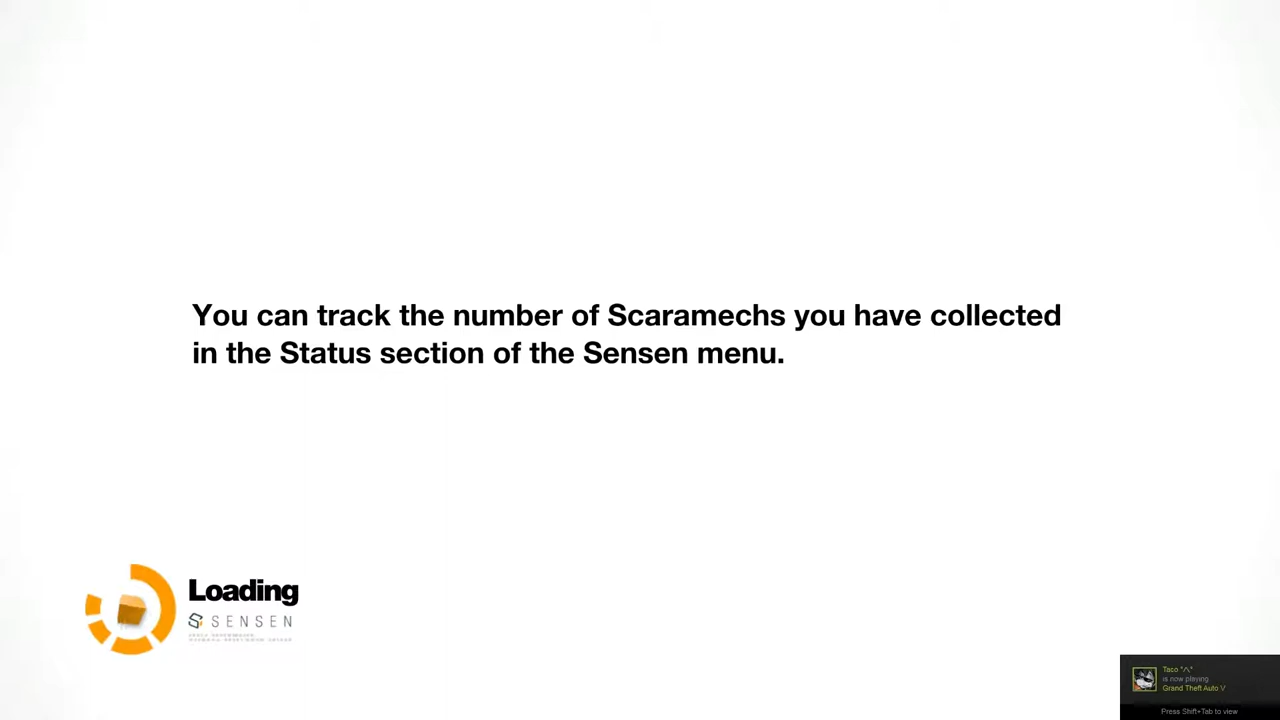 You can track the number of Scaramechs you have collected
in the Status section of the Sensen menu.
Loading
SENSEN
Taco "/\"
is now playing
Grand Theft Auto V
Press Shift+Tab to view